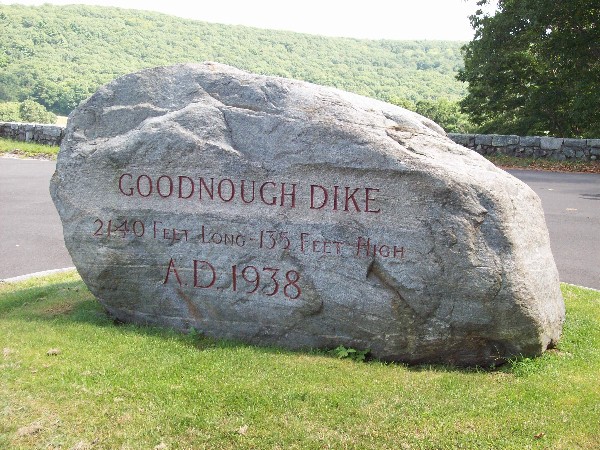 GOODNOUGH DIKE
2140 FEET LONG · 135 FEET HIGH
A.D. 1938